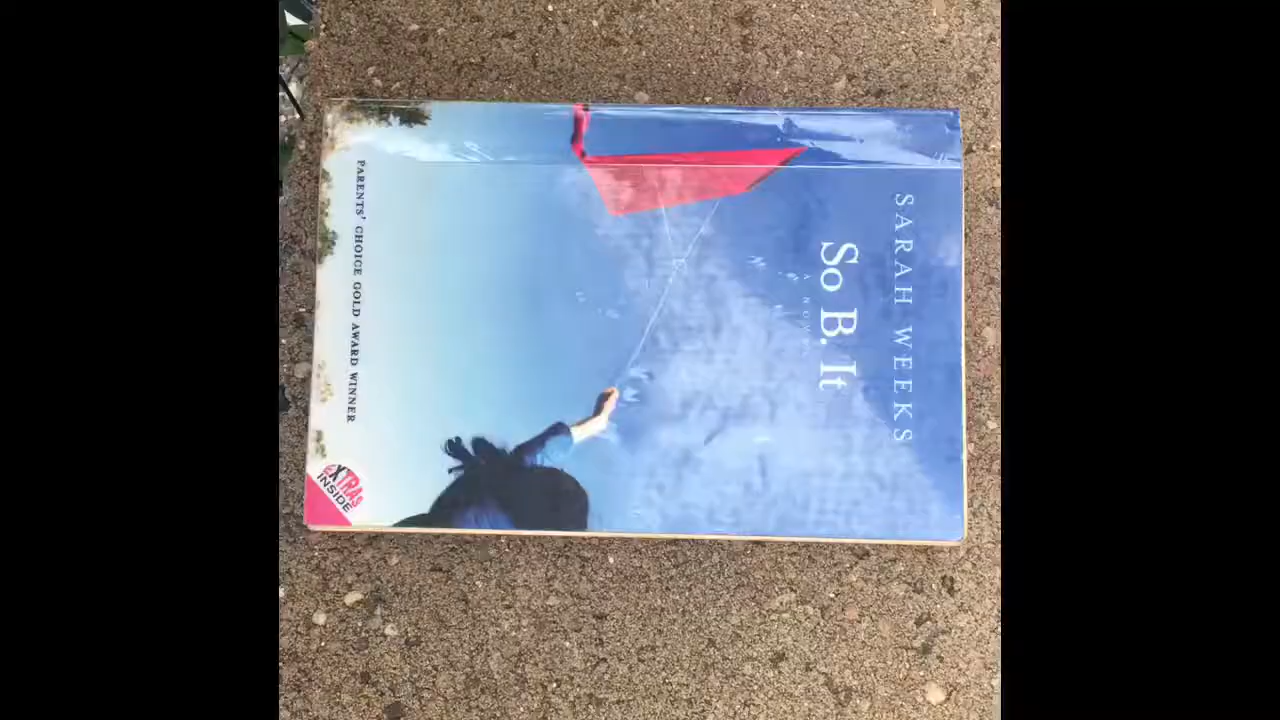 SARAH WEEKS
So B. It
A NOVEL
PARENTS' CHOICE GOLD AWARD WINNER
EXTRAS
INSIDE